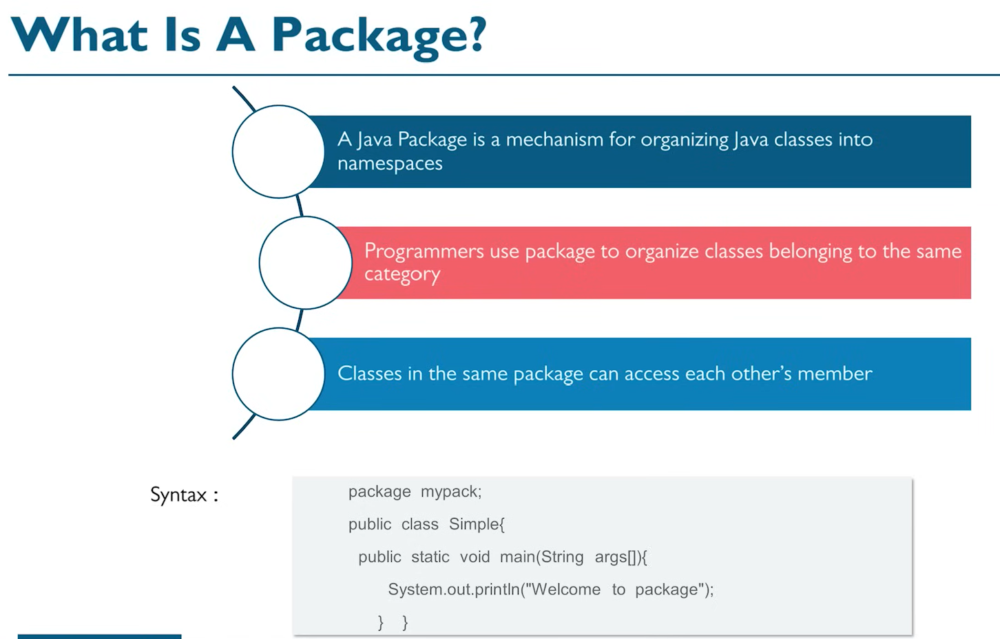 What Is A Package?
A Java Package is a mechanism for organizing Java classes into
namespaces
Programmers use package to organize classes belonging to the same
category
Classes in the same package can access each other’s member
Syntax :
package mypack;
public class Simple{
public static void main(String args[]){
System.out.println("Welcome to package");
} }